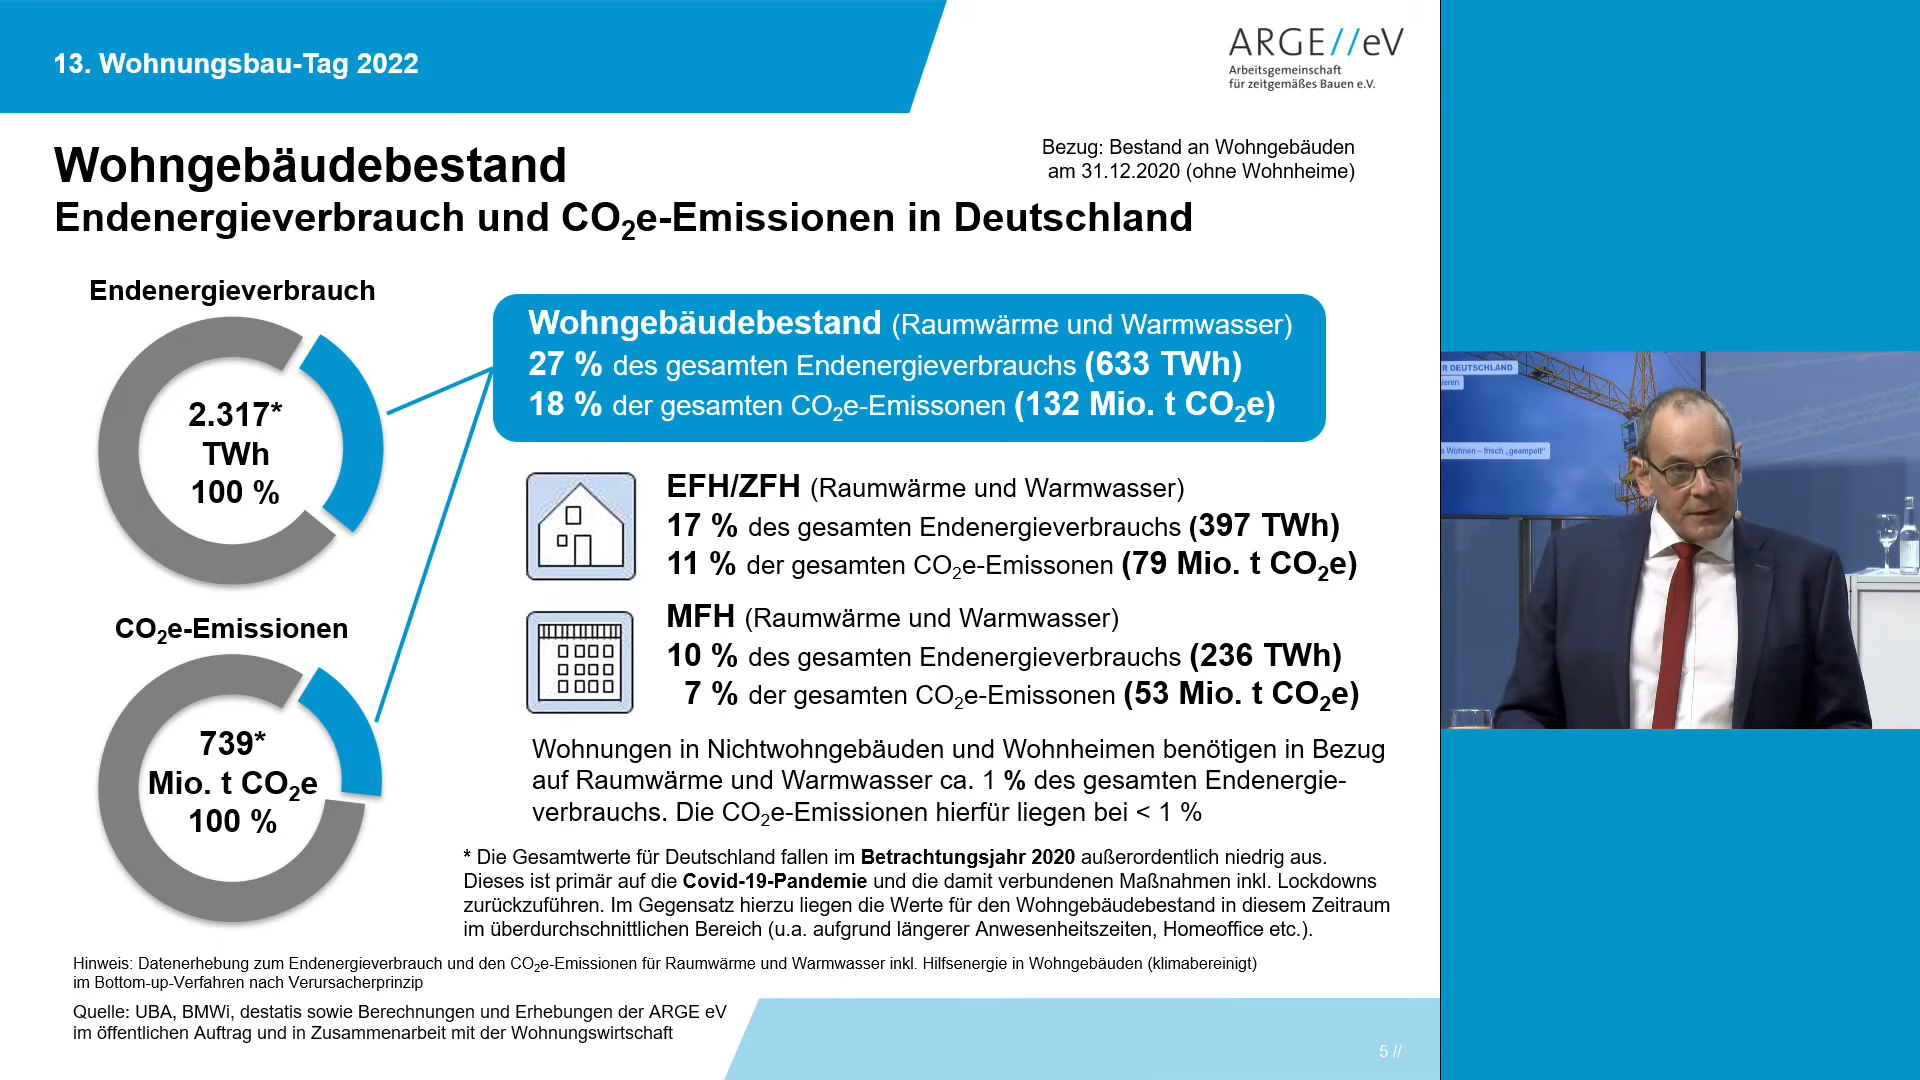 13. Wohnungsbau-Tag 2022
ARGE//eV
Arbeitsgemeinschaft
für zeitgemäßes Bauen e.V.
Wohngebäudebestand
Endenergieverbrauch und CO₂e-Emissionen in Deutschland
Bezug: Bestand an Wohngebäuden
am 31.12.2020 (ohne Wohnheime)
Endenergieverbrauch
2.317*
TWh
100 %
CO₂e-Emissionen
739*
Mio. t CO₂e
100 %
Wohngebäudebestand (Raumwärme und Warmwasser)
27 % des gesamten Endenergieverbrauchs (633 TWh)
18 % der gesamten CO₂e-Emissonen (132 Mio. t CO₂e)
EFH/ZFH (Raumwärme und Warmwasser)
17 % des gesamten Endenergieverbrauchs (397 TWh)
11 % der gesamten CO₂e-Emissonen (79 Mio. t CO₂e)
MFH (Raumwärme und Warmwasser)
10 % des gesamten Endenergieverbrauchs (236 TWh)
7 % der gesamten CO₂e-Emissonen (53 Mio. t CO₂e)
Wohnungen in Nichtwohngebäuden und Wohnheimen benötigen in Bezug
auf Raumwärme und Warmwasser ca. 1 % des gesamten Endenergie-
verbrauchs. Die CO₂e-Emissionen hierfür liegen bei < 1 %
* Die Gesamtwerte für Deutschland fallen im Betrachtungsjahr 2020 außerordentlich niedrig aus.
Dieses ist primär auf die Covid-19-Pandemie und die damit verbundenen Maßnahmen inkl. Lockdowns
zurückzuführen. Im Gegensatz hierzu liegen die Werte für den Wohngebäudebestand in diesem Zeitraum
im überdurchschnittlichen Bereich (u.a. aufgrund längerer Anwesenheitszeiten, Homeoffice etc.).
Hinweis: Datenerhebung zum Endenergieverbrauch und den CO₂e-Emissionen für Raumwärme und Warmwasser inkl. Hilfsenergie in Wohngebäuden (klimabereinigt)
im Bottom-up-Verfahren nach Verursacherprinzip
Quelle: UBA, BMWi, destatis sowie Berechnungen und Erhebungen der ARGE eV
im öffentlichen Auftrag und in Zusammenarbeit mit der Wohnungswirtschaft
5 //
R DEUTSCHLAND
ieren
s Wohnen – frisch „geampelt“